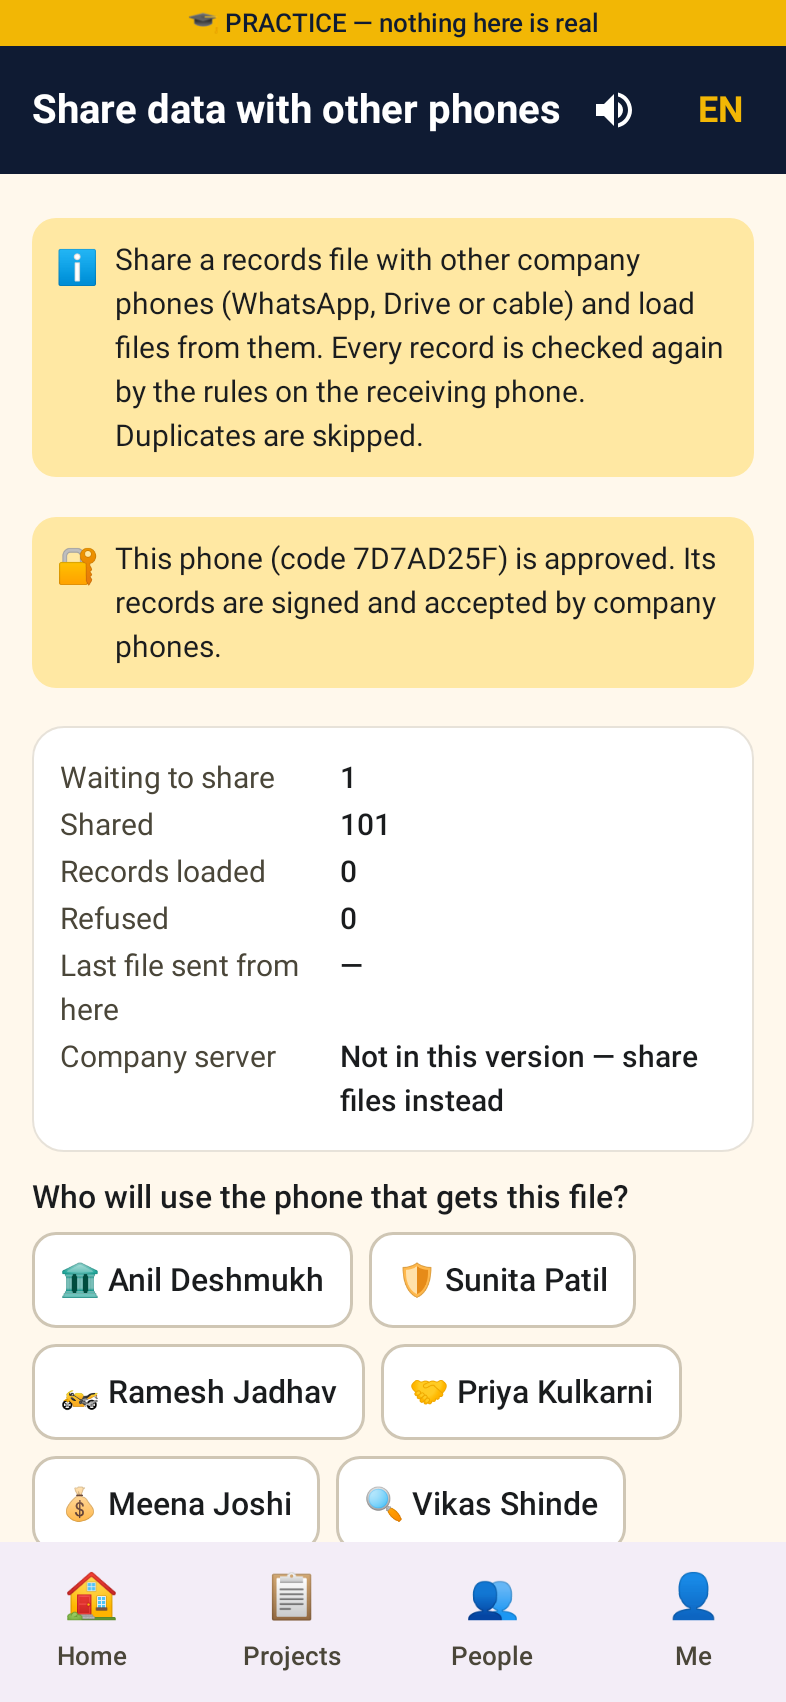 PRACTICE — nothing here is real
Share data with other phones
EN
Share a records file with other company
phones (WhatsApp, Drive or cable) and load
files from them. Every record is checked again
by the rules on the receiving phone.
Duplicates are skipped.
This phone (code 7D7AD25F) is approved. Its
records are signed and accepted by company
phones.
Waiting to share 1
Shared 101
Records loaded 0
Refused 0
Last file sent from —
here
Company server Not in this version — share
files instead
Who will use the phone that gets this file?
Anil Deshmukh Sunita Patil
Ramesh Jadhav Priya Kulkarni
Meena Joshi Vikas Shinde
Home Projects People Me